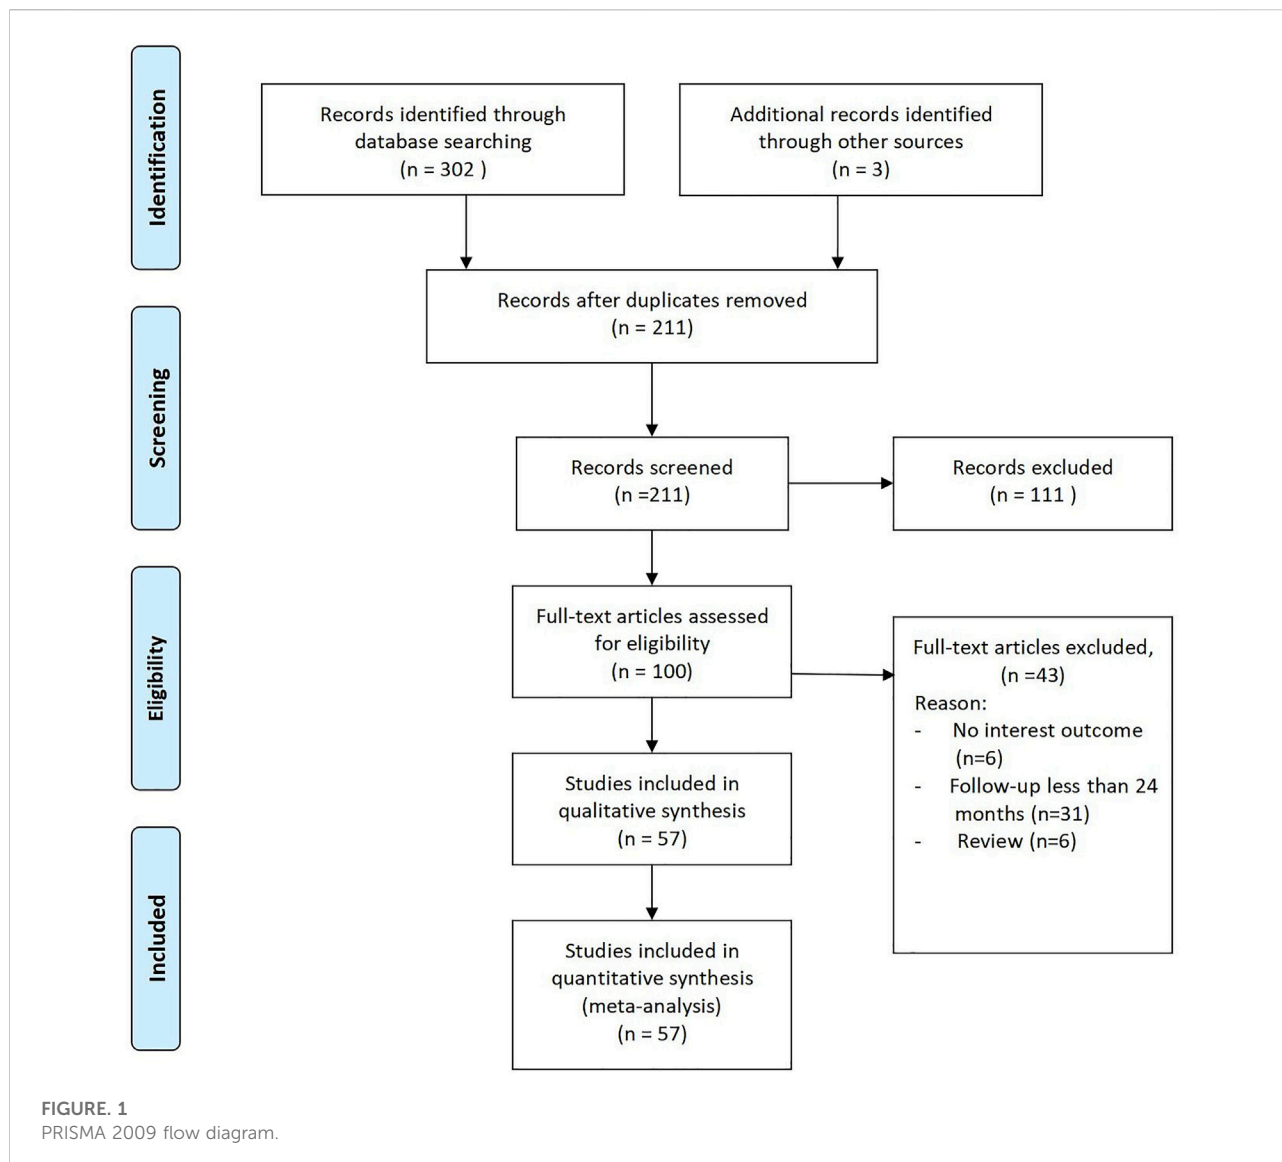 Identification
Records identified through
database searching
(n = 302 )
Additional records identified
through other sources
(n = 3)
Records after duplicates removed
(n = 211)
Screening
Records screened
(n =211)
Records excluded
(n = 111 )
Eligibility
Full-text articles assessed
for eligibility
(n = 100)
Full-text articles excluded,
(n =43)
Reason:
- No interest outcome
(n=6)
- Follow-up less than 24
months (n=31)
- Review (n=6)
Studies included in
qualitative synthesis
(n = 57)
Included
Studies included in
quantitative synthesis
(meta-analysis)
(n = 57)
FIGURE. 1
PRISMA 2009 flow diagram.